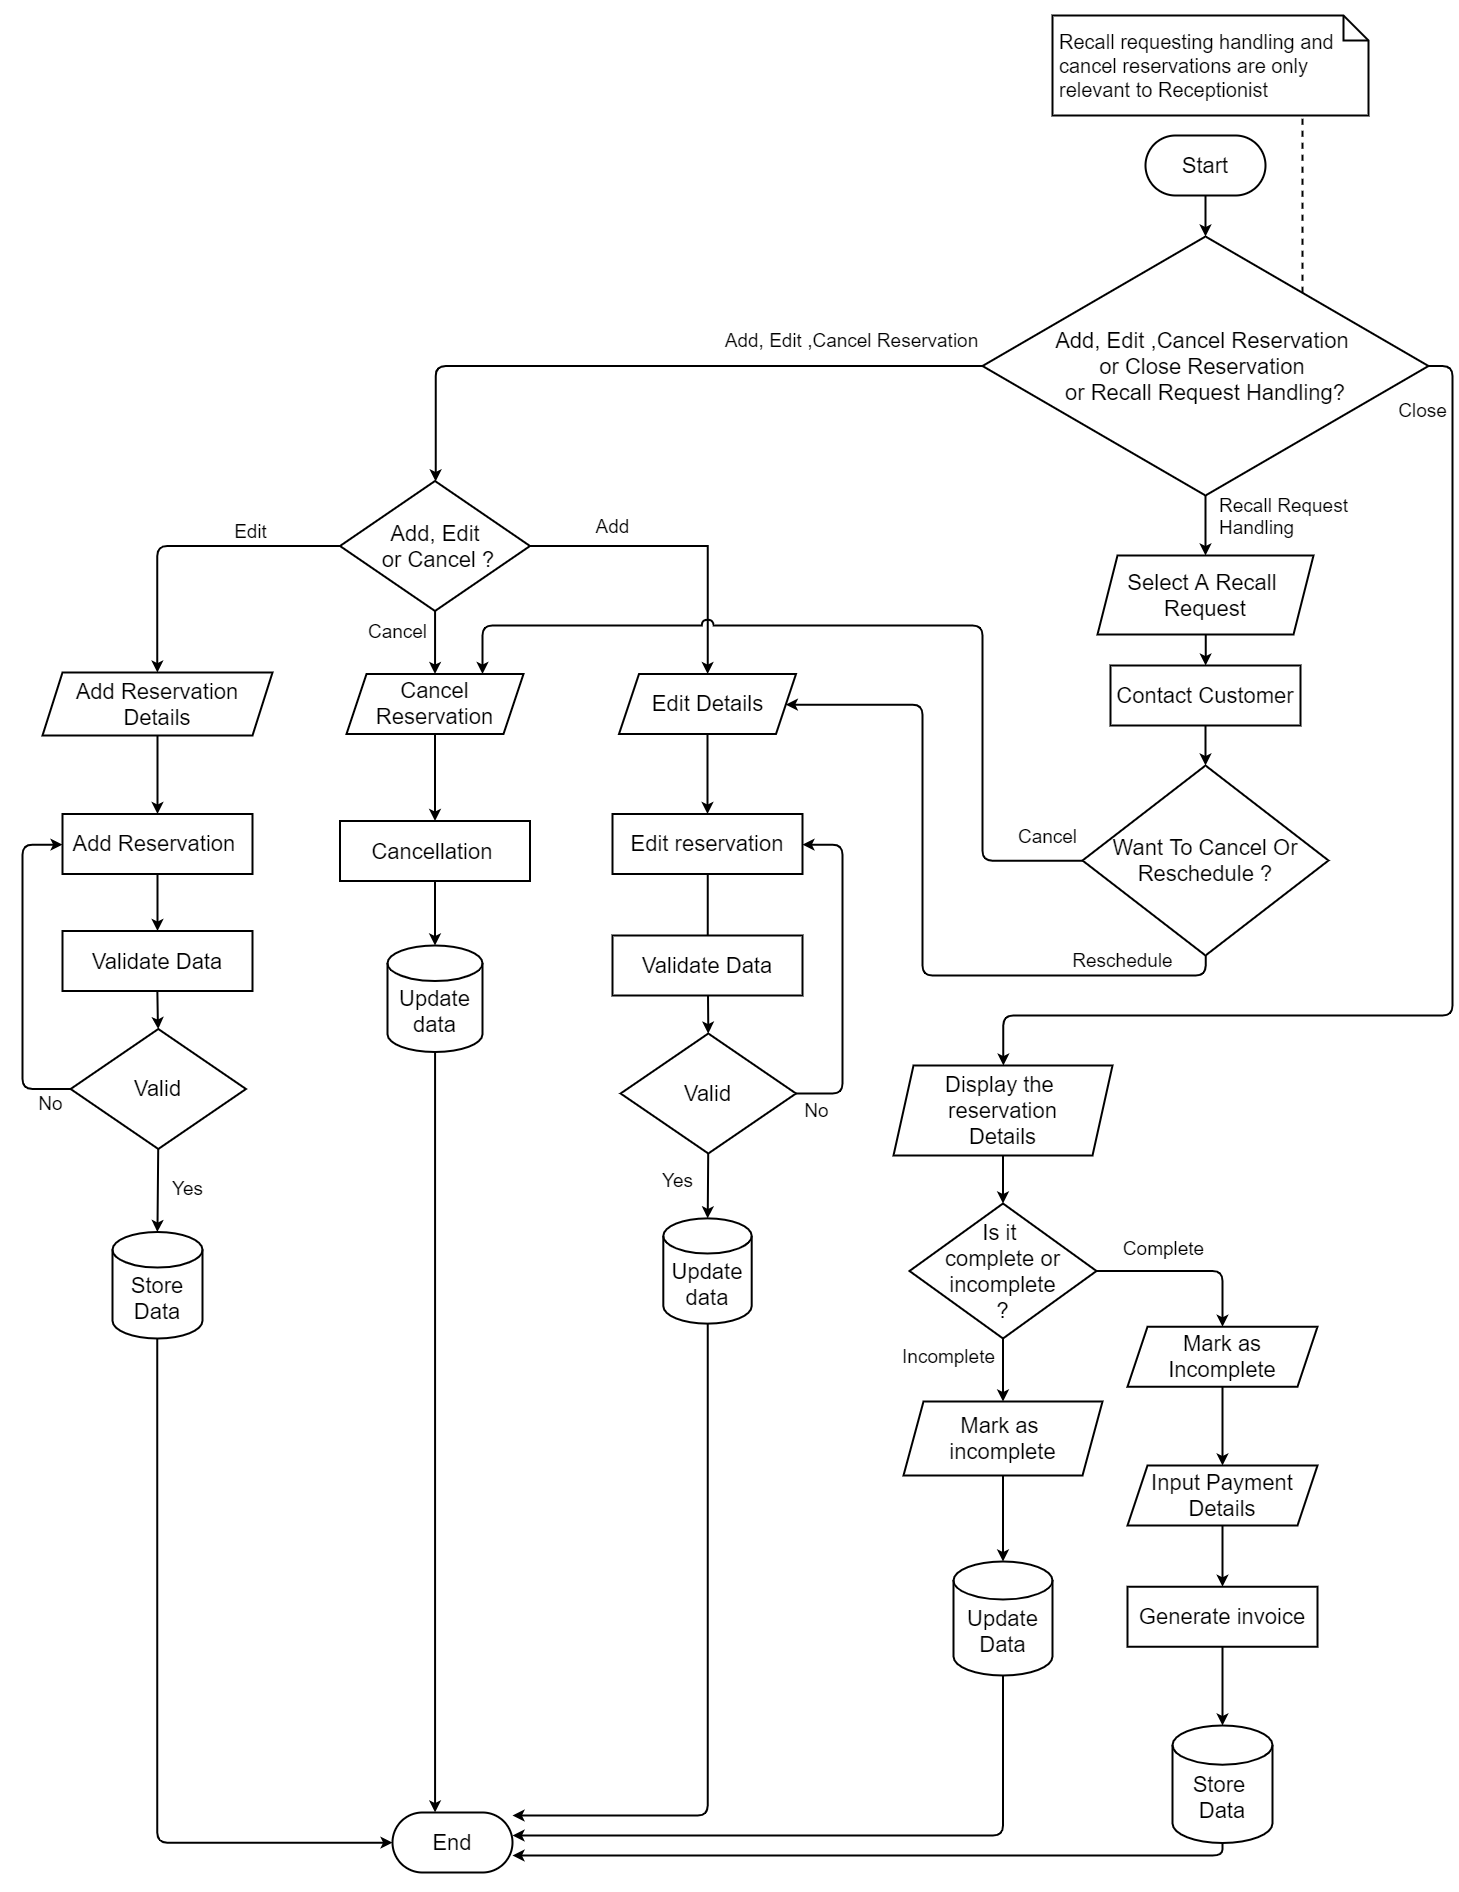 Recall requesting handling and
cancel reservations are only
relevant to Receptionist
Start
Add, Edit ,Cancel Reservation
Add, Edit ,Cancel Reservation
or Close Reservation
or Recall Request Handling?
Close
Recall Request
Handling
Edit
Add, Edit
or Cancel ?
Add
Cancel
Select A Recall
Request
Add Reservation
Details
Cancel
Reservation
Edit Details
Contact Customer
Add Reservation
Cancellation
Edit reservation
Cancel
Want To Cancel Or
Reschedule ?
Validate Data
Update
data
Validate Data
Reschedule
Valid
No
Valid
No
Display the
reservation
Details
Yes
Yes
Store
Data
Update
data
Is it
complete or
incomplete
?
Complete
Incomplete
Mark as
Incomplete
Mark as
incomplete
Input Payment
Details
Update
Data
Generate invoice
Store
Data
End